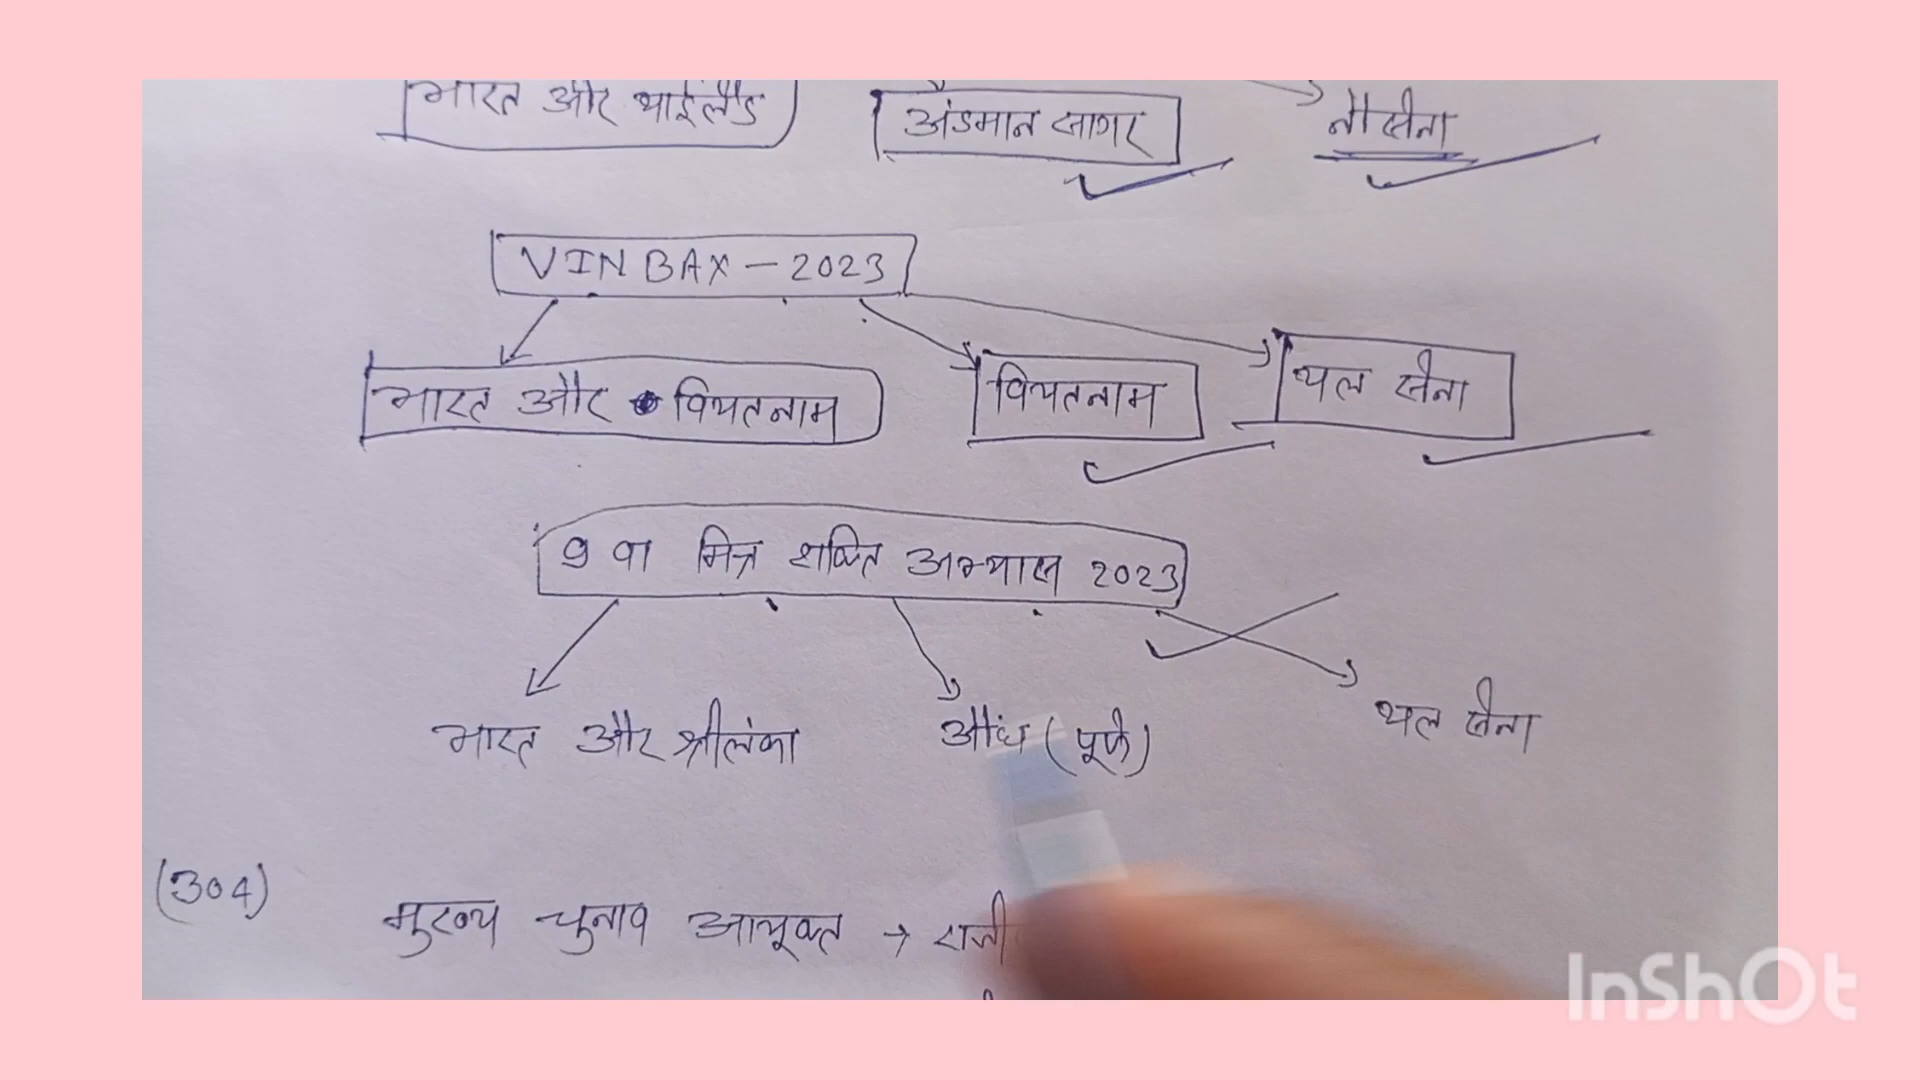 भारत और थाईलैंड अंडमान सागर नौसेना
VINBAX - 2023
भारत और वियतनाम वियतनाम थल सेना
9 वा मित्र शक्ति अभ्यास 2023
भारत और श्रीलंका औंध (पूणे) थल सेना
(304) मुख्य चुनाव आयूक्त →
InShOt